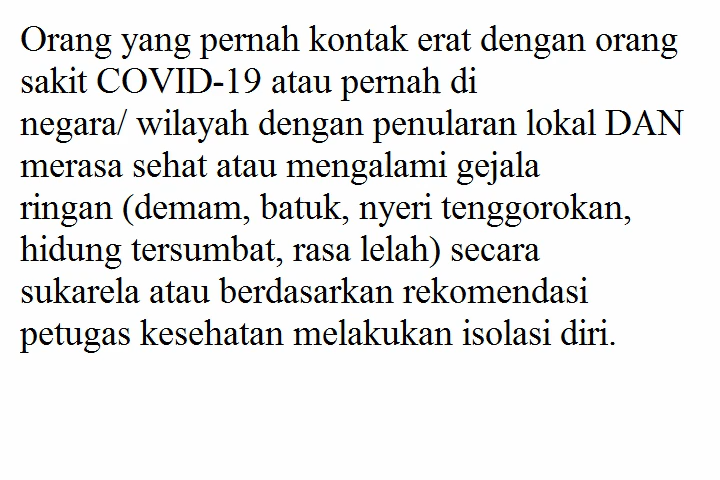 Orang yang pernah kontak erat dengan orang
sakit COVID-19 atau pernah di
negara/ wilayah dengan penularan lokal DAN
merasa sehat atau mengalami gejala
ringan (demam, batuk, nyeri tenggorokan,
hidung tersumbat, rasa lelah) secara
sukarela atau berdasarkan rekomendasi
petugas kesehatan melakukan isolasi diri.